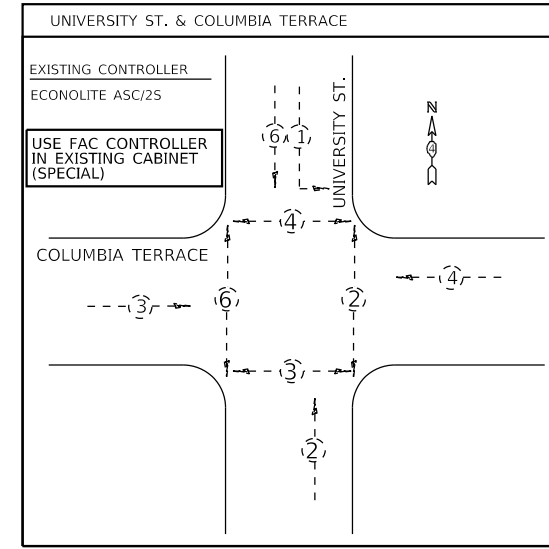 UNIVERSITY ST. & COLUMBIA TERRACE
EXISTING CONTROLLER
ECONOLITE ASC/2S
USE FAC CONTROLLER
IN EXISTING CABINET
(SPECIAL)
UNIVERSITY ST.
N
4
6 1
4
COLUMBIA TERRACE
4
3
6
2
3
2